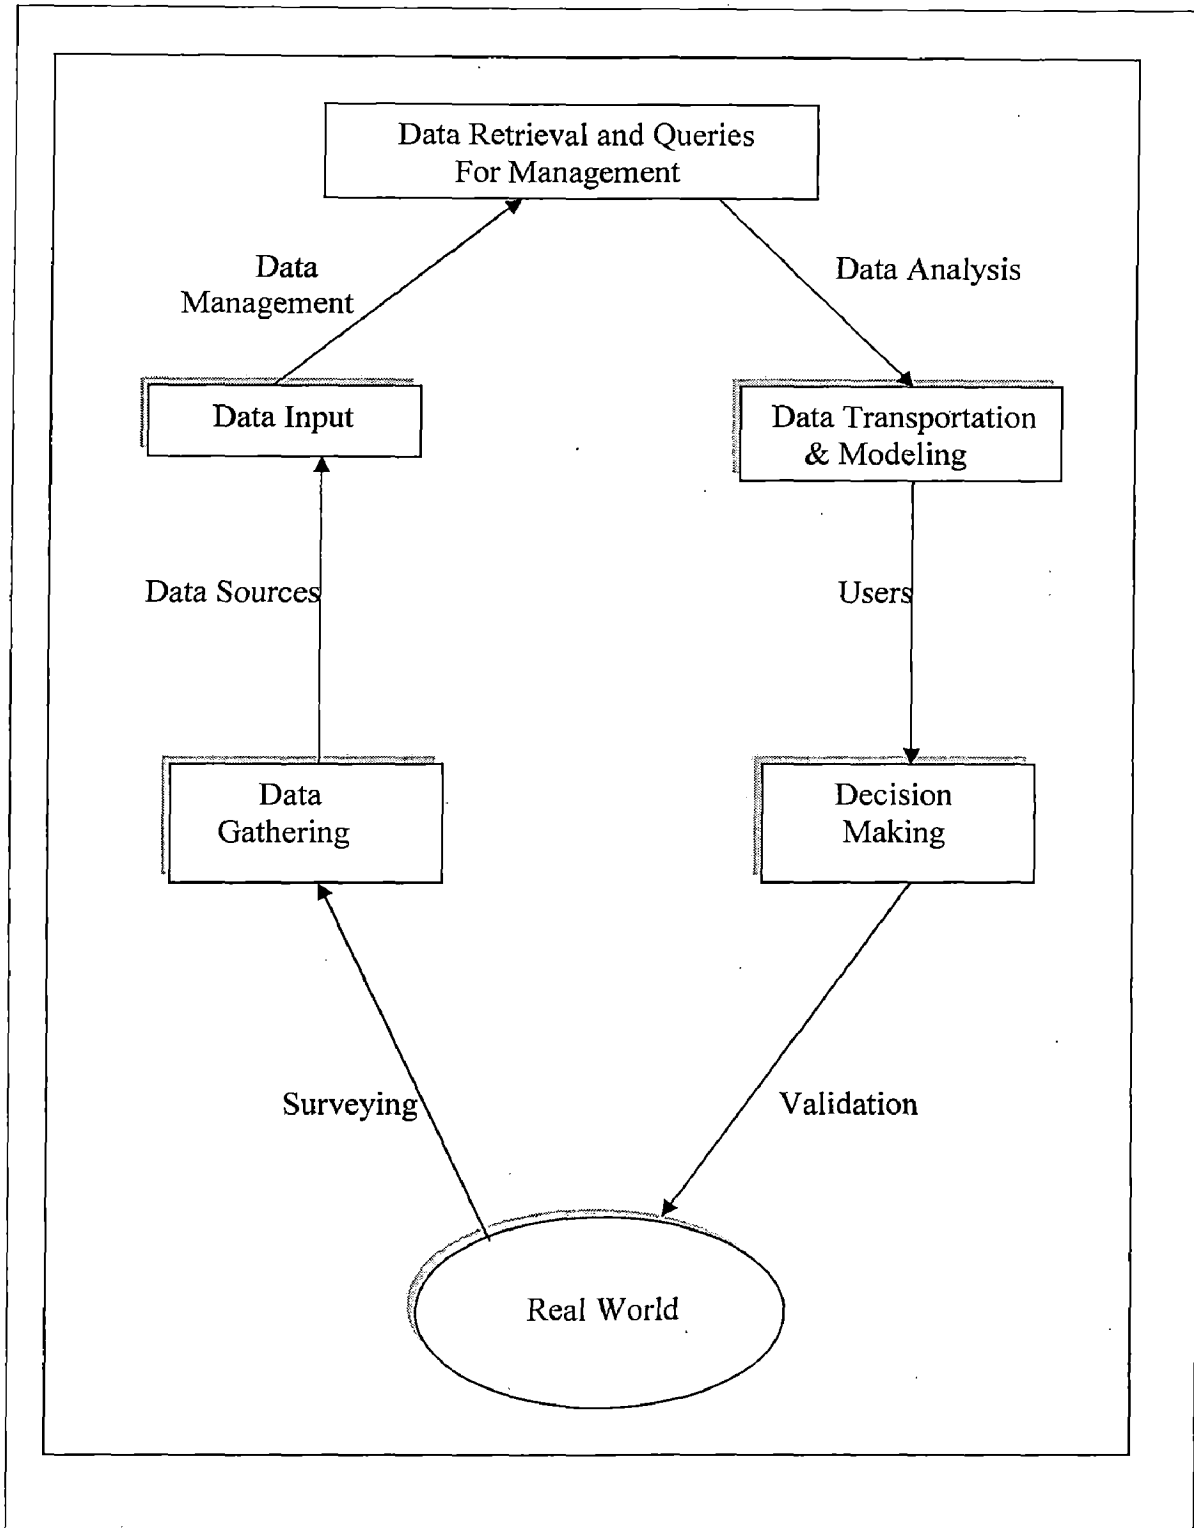 Data Retrieval and Queries
For Management
Data
Management
Data Analysis
Data Input
Data Transportation
& Modeling
Data Sources
Users
Data
Gathering
Decision
Making
Surveying
Validation
Real World